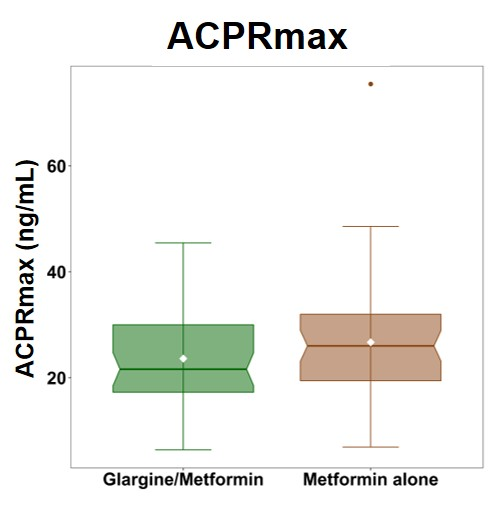 ACPRmax
ACPRmax (ng/mL)
60
40
20
Glargine/Metformin
Metformin alone